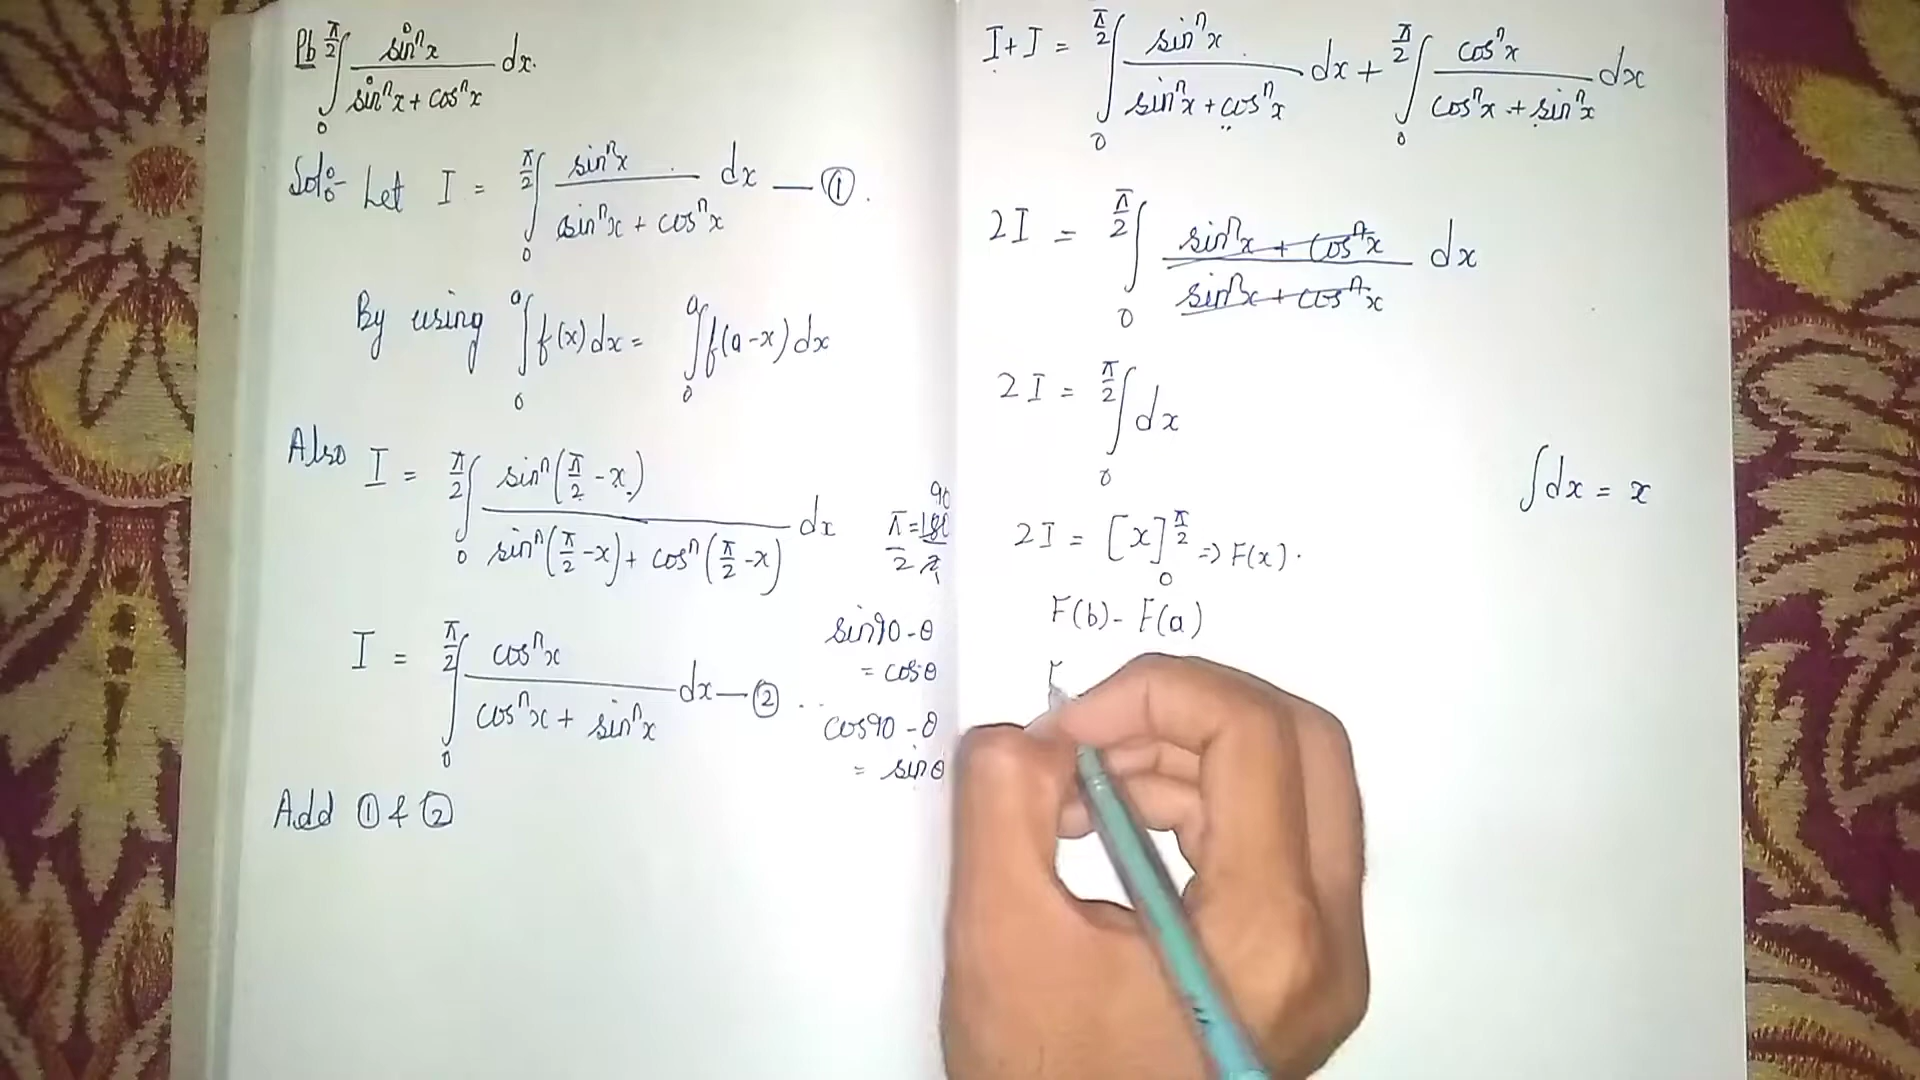 Pb ∫₀^(π/2) sinⁿx / (sinⁿx + cosⁿx) dx.
Sol:- Let I = ∫₀^(π/2) sinⁿx / (sinⁿx + cosⁿx) dx — ①.
By using ∫₀^a f(x) dx = ∫₀^a f(a-x) dx
Also I = ∫₀^(π/2) sinⁿ(π/2 - x) / (sinⁿ(π/2 - x) + cosⁿ(π/2 - x)) dx
π/2 = 180/2 90
I = ∫₀^(π/2) cosⁿx / (cosⁿx + sinⁿx) dx — ②
sin90 - θ
= cosθ
cos90 - θ
= sinθ
Add ① & ②
I + I = ∫₀^(π/2) sinⁿx / (sinⁿx + cosⁿx) dx + ∫₀^(π/2) cosⁿx / (cosⁿx + sinⁿx) dx
2I = ∫₀^(π/2) (sinⁿx + cosⁿx) / (sinⁿx + cosⁿx) dx
2I = ∫₀^(π/2) dx
∫dx = x
2I = [x]₀^(π/2) => F(x).
F(b) - F(a)